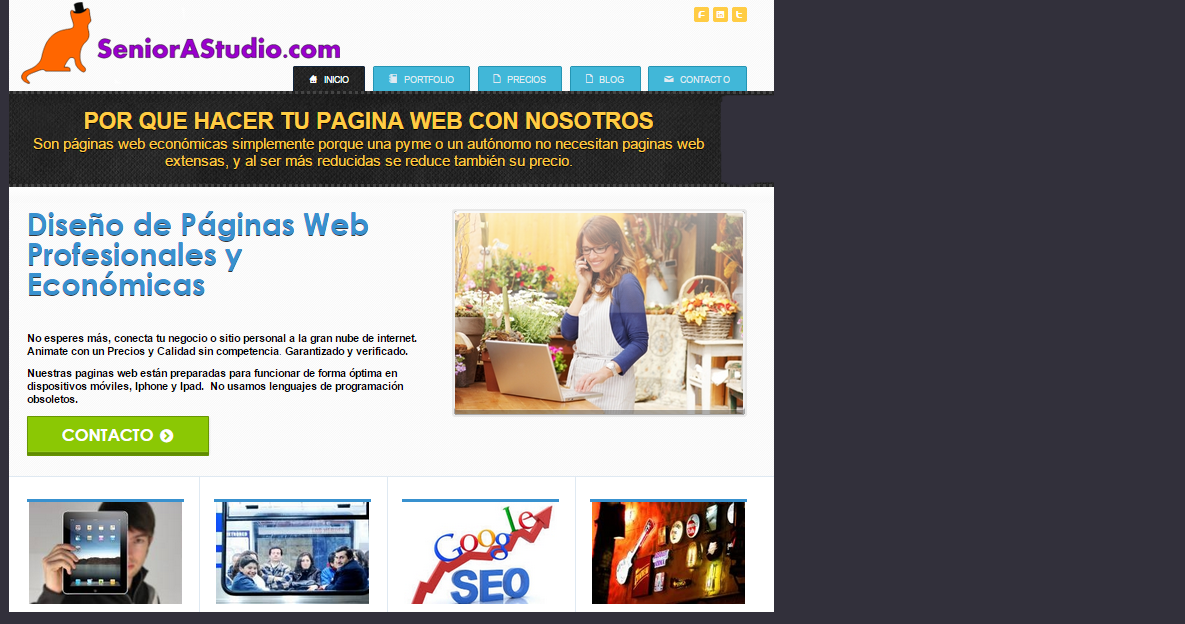 SeniorAStudio.com
INICIO
PORTFOLIO
PRECIOS
BLOG
CONTACTO
POR QUE HACER TU PAGINA WEB CON NOSOTROS
Son páginas web económicas simplemente porque una pyme o un autónomo no necesitan paginas web
extensas, y al ser más reducidas se reduce también su precio.
Diseño de Páginas Web
Profesionales y
Económicas
No esperes más, conecta tu negocio o sitio personal a la gran nube de internet.
Animate con un Precios y Calidad sin competencia. Garantizado y verificado.
Nuestras paginas web están preparadas para funcionar de forma óptima en
dispositivos móviles, Iphone y Ipad. No usamos lenguajes de programación
obsoletos.
CONTACTO
Google
SEO